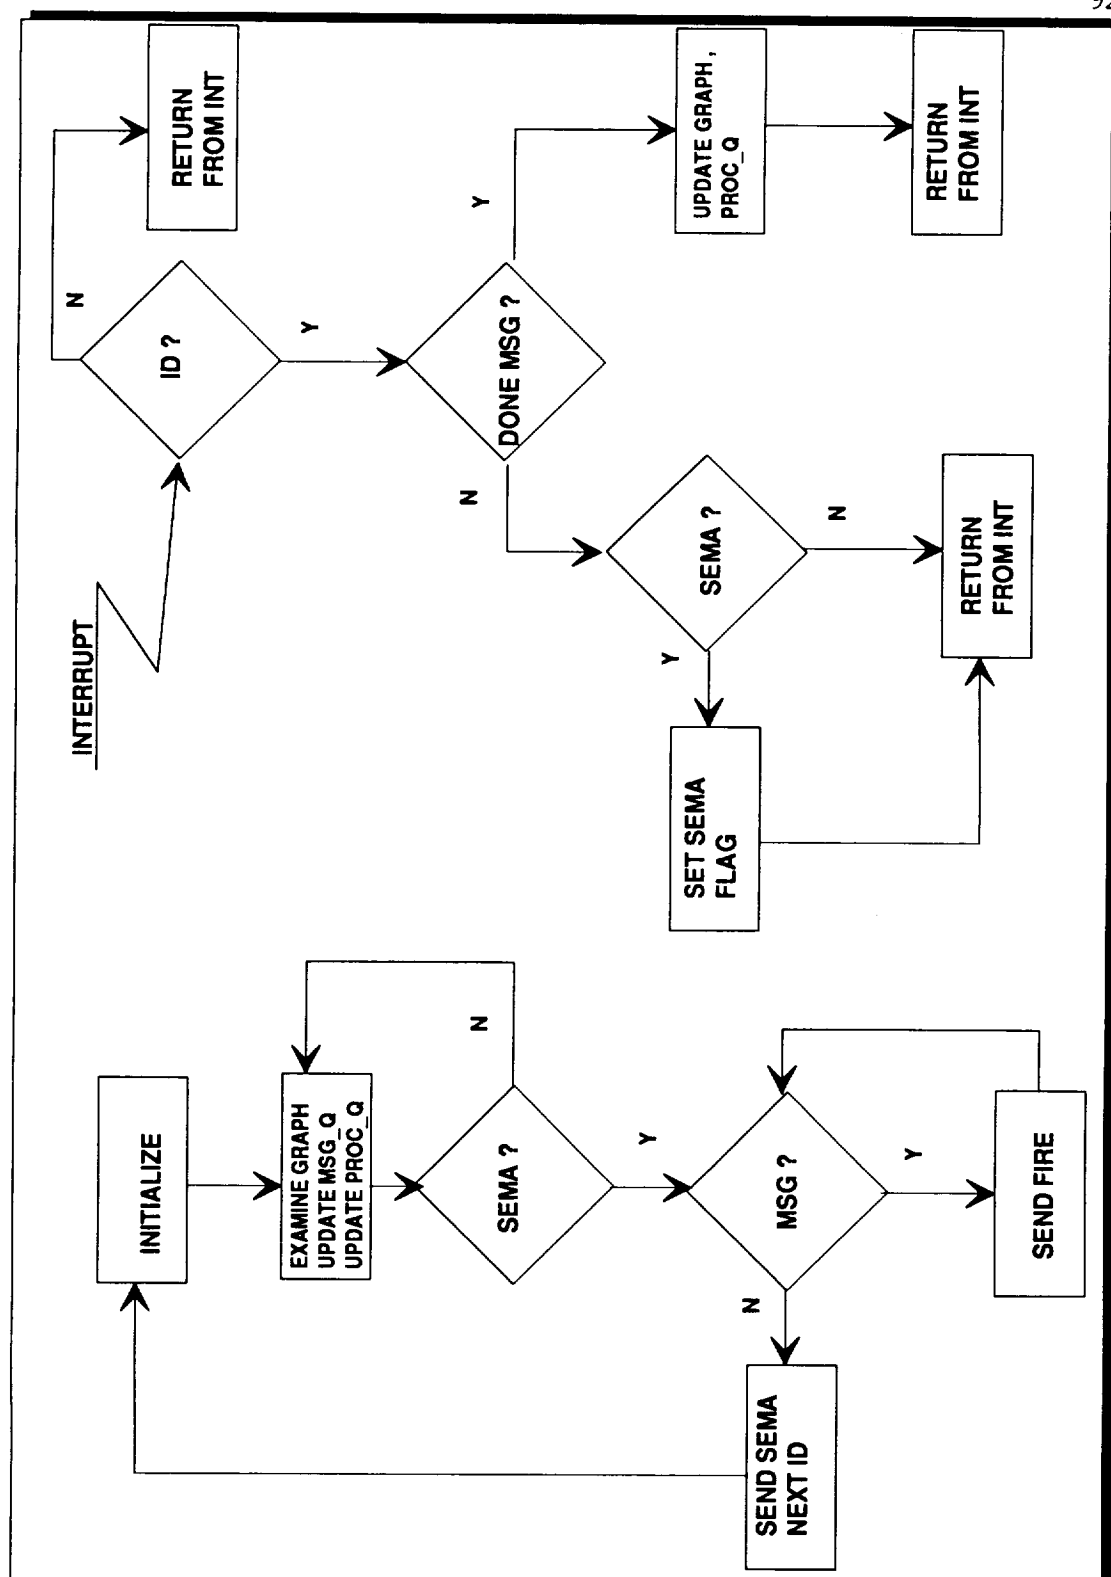 92
INITIALIZE
EXAMINE GRAPH
UPDATE MSG_Q
UPDATE PROC_Q
SEMA ?
N
Y
MSG ?
N
Y
SEND SEMA
NEXT ID
SEND FIRE
INTERRUPT
ID ?
N
Y
RETURN
FROM INT
DONE MSG ?
N
Y
UPDATE GRAPH,
PROC_Q
RETURN
FROM INT
SEMA ?
Y
N
SET SEMA
FLAG
RETURN
FROM INT